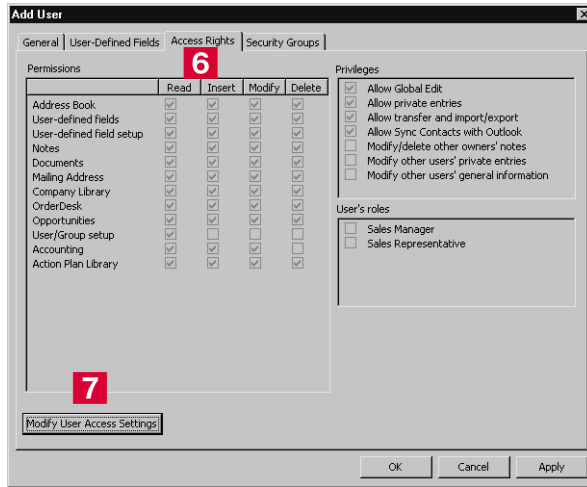 Add User
General User-Defined Fields Access Rights Security Groups
6
Permissions
Read Insert Modify Delete
Address Book
User-defined fields
User-defined field setup
Notes
Documents
Mailing Address
Company Library
OrderDesk
Opportunities
User/Group setup
Accounting
Action Plan Library
7
Modify User Access Settings
Privileges
Allow Global Edit
Allow private entries
Allow transfer and import/export
Allow Sync Contacts with Outlook
Modify/delete other owners' notes
Modify other users' private entries
Modify other users' general information
User's roles
Sales Manager
Sales Representative
OK Cancel Apply